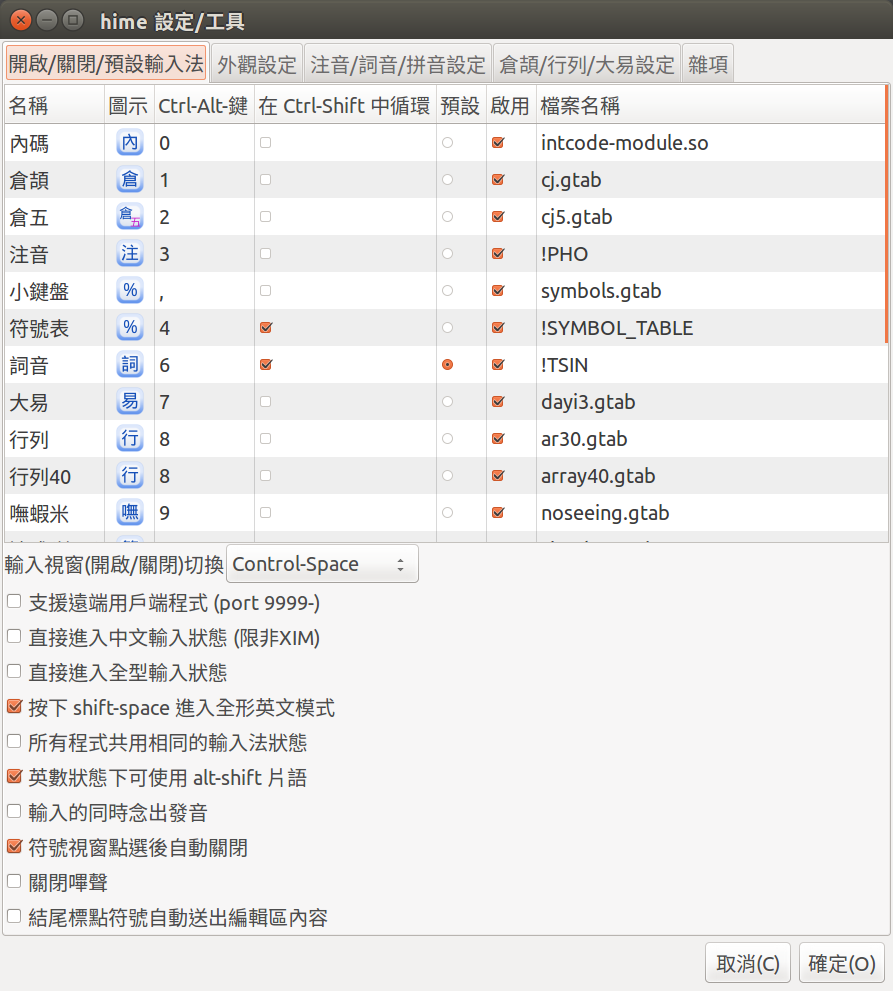 hime 設定/工具
開啟/關閉/預設輸入法 外觀設定 注音/詞音/拼音設定 倉頡/行列/大易設定 雜項
名稱 圖示 Ctrl-Alt-鍵 在 Ctrl-Shift 中循環 預設 啟用 檔案名稱
內碼 內 0 intcode-module.so
倉頡 倉 1 cj.gtab
倉五 倉五 2 cj5.gtab
注音 注 3 !PHO
小鍵盤 % , symbols.gtab
符號表 % 4 !SYMBOL_TABLE
詞音 詞 6 !TSIN
大易 易 7 dayi3.gtab
行列 行 8 ar30.gtab
行列40 行 8 array40.gtab
嘸蝦米 嘸 9 noseeing.gtab
輸入視窗(開啟/關閉)切換 Control-Space
支援遠端用戶端程式 (port 9999-)
直接進入中文輸入狀態 (限非XIM)
直接進入全型輸入狀態
按下 shift-space 進入全形英文模式
所有程式共用相同的輸入法狀態
英數狀態下可使用 alt-shift 片語
輸入的同時念出發音
符號視窗點選後自動關閉
關閉嗶聲
結尾標點符號自動送出編輯區內容
取消(C) 確定(O)